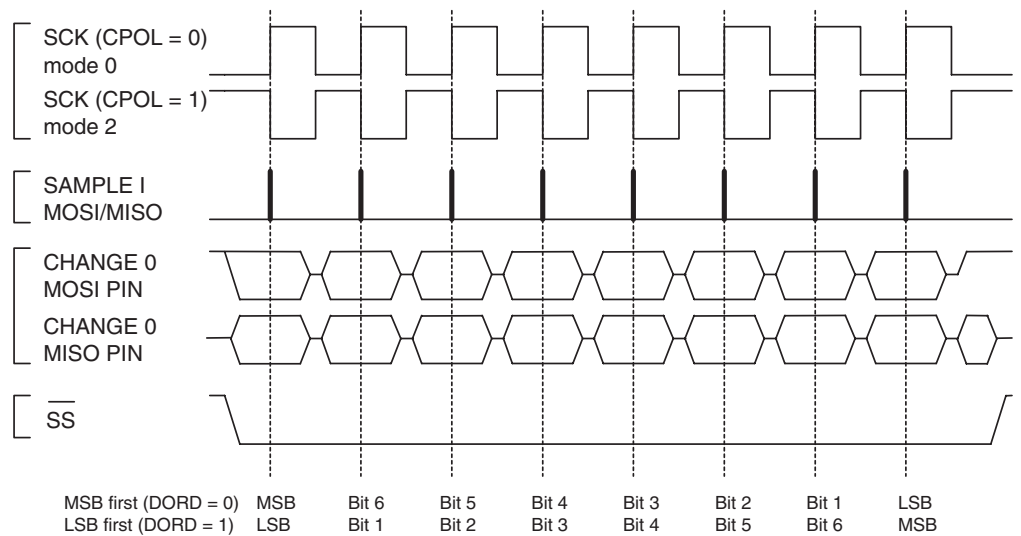 SCK (CPOL = 0)
mode 0
SCK (CPOL = 1)
mode 2
SAMPLE I
MOSI/MISO
CHANGE 0
MOSI PIN
CHANGE 0
MISO PIN
SS
MSB first (DORD = 0) MSB Bit 6 Bit 5 Bit 4 Bit 3 Bit 2 Bit 1 LSB
LSB first (DORD = 1) LSB Bit 1 Bit 2 Bit 3 Bit 4 Bit 5 Bit 6 MSB